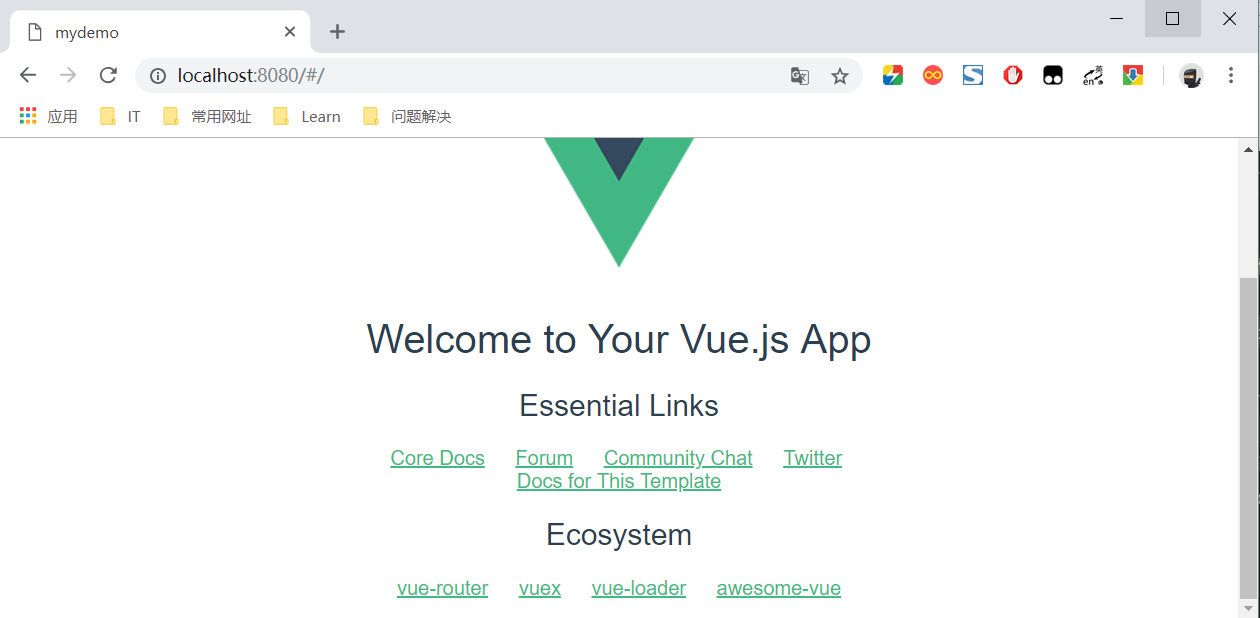 mydemo
localhost:8080/#/
应用 IT 常用网址 Learn 问题解决
Welcome to Your Vue.js App
Essential Links
Core Docs Forum Community Chat Twitter
Docs for This Template
Ecosystem
vue-router vuex vue-loader awesome-vue